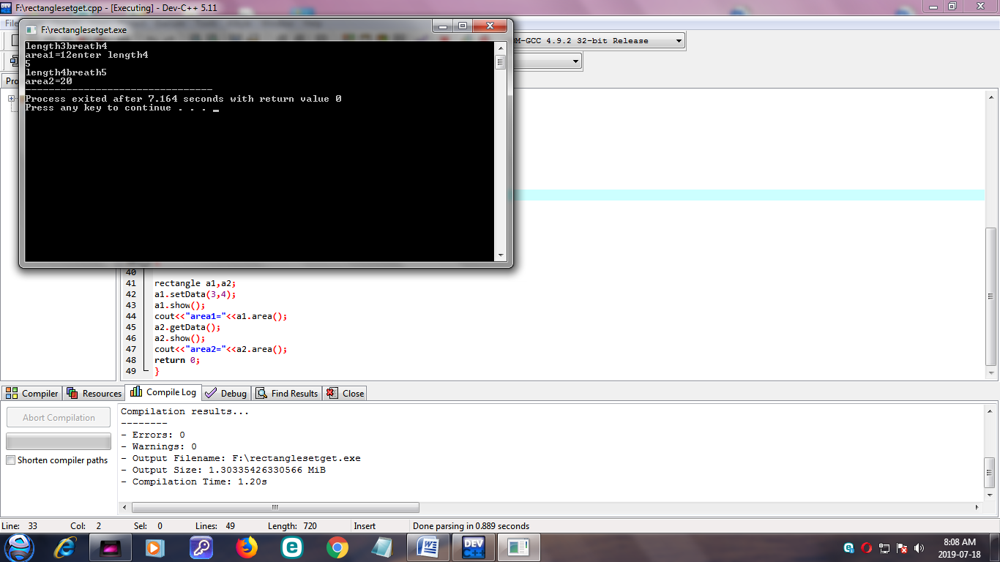 F:\rectanglesetget.cpp - [Executing] - Dev-C++ 5.11
F:\rectanglesetget.exe
DM-GCC 4.9.2 32-bit Release
length3breath4
area1=12enter length4
5
length4breath5
area2=20
--------------------------------
Process exited after 7.164 seconds with return value 0
Press any key to continue . . .
40
41 rectangle a1,a2;
42 a1.setData(3,4);
43 a1.show();
44 cout<<"area1="<<a1.area();
45 a2.getData();
46 a2.show();
47 cout<<"area2="<<a2.area();
48 return 0;
49 }
Compiler Resources Compile Log Debug Find Results Close
Abort Compilation
Shorten compiler paths
Compilation results...
--------
- Errors: 0
- Warnings: 0
- Output Filename: F:\rectanglesetget.exe
- Output Size: 1.30335426330566 MiB
- Compilation Time: 1.20s
Line: 33 Col: 2 Sel: 0 Lines: 49 Length: 720 Insert Done parsing in 0.889 seconds
DEV C++
8:08 AM
2019-07-18